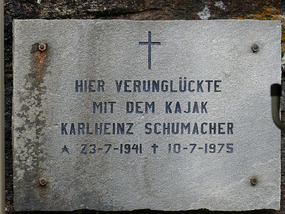 HIER VERUNGLÜCKTE
MIT DEM KAJAK
KARLHEINZ SCHUMACHER
★ 23-7-1941 ✝ 10-7-1975